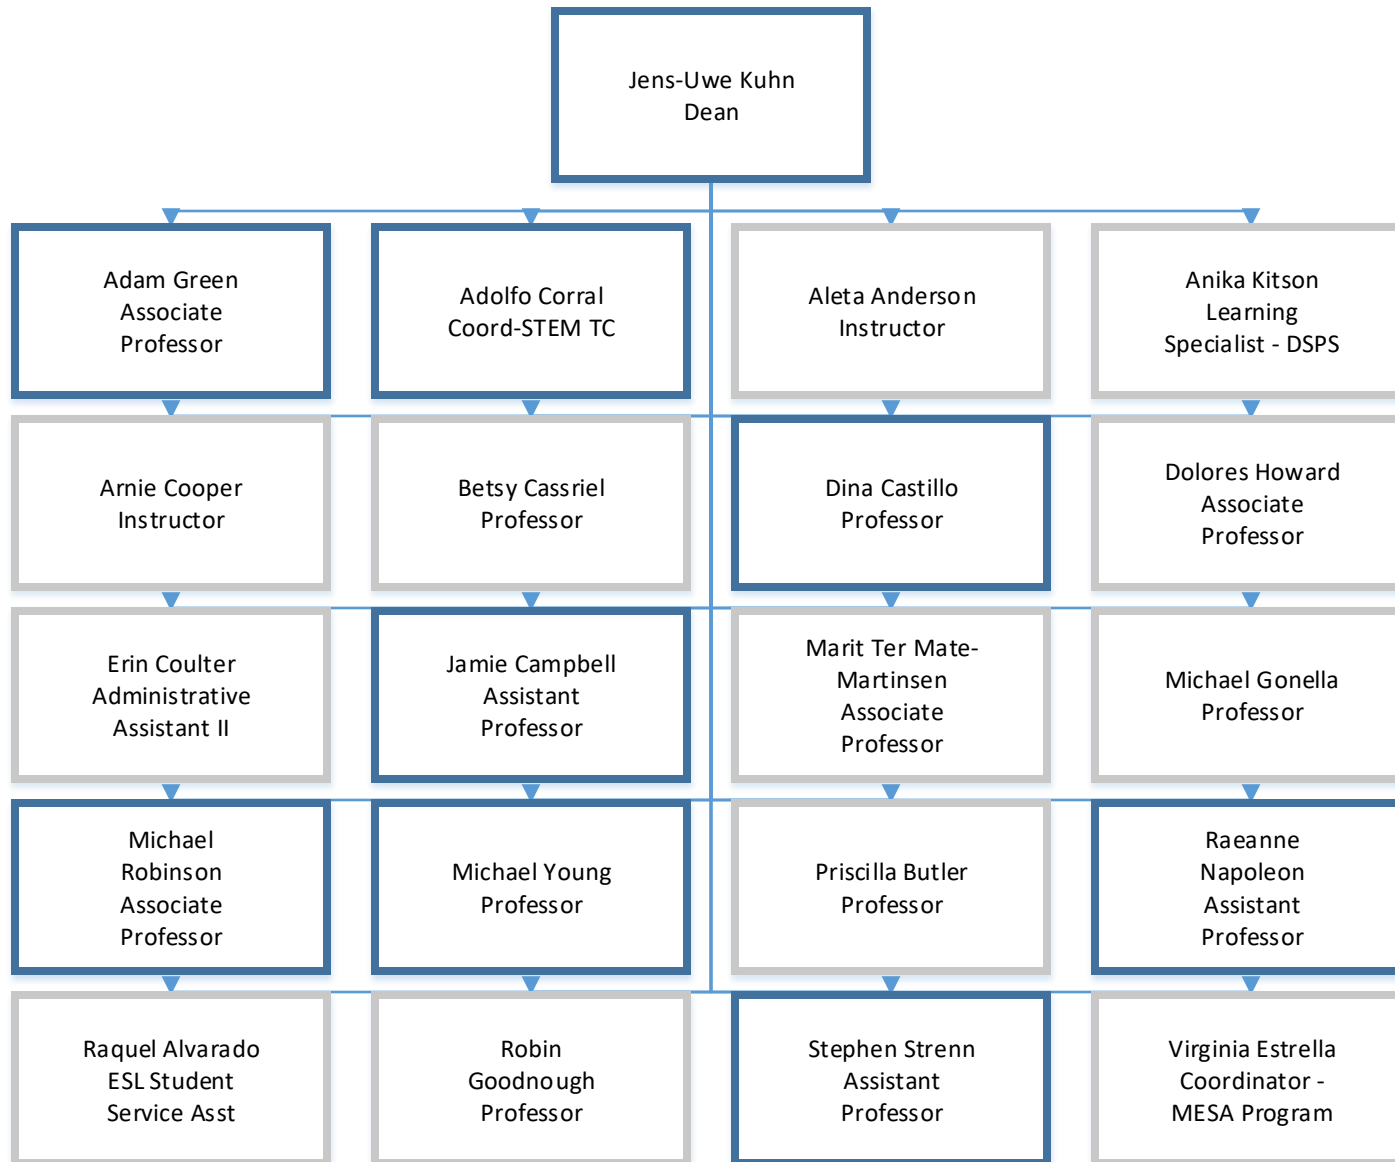 Jens-Uwe Kuhn
Dean
Adam Green
Associate
Professor
Adolfo Corral
Coord-STEM TC
Aleta Anderson
Instructor
Anika Kitson
Learning
Specialist - DSPS
Arnie Cooper
Instructor
Betsy Cassriel
Professor
Dina Castillo
Professor
Dolores Howard
Associate
Professor
Erin Coulter
Administrative
Assistant II
Jamie Campbell
Assistant
Professor
Marit Ter Mate-
Martinsen
Associate
Professor
Michael Gonella
Professor
Michael
Robinson
Associate
Professor
Michael Young
Professor
Priscilla Butler
Professor
Raeanne
Napoleon
Assistant
Professor
Raquel Alvarado
ESL Student
Service Asst
Robin
Goodnough
Professor
Stephen Strenn
Assistant
Professor
Virginia Estrella
Coordinator -
MESA Program